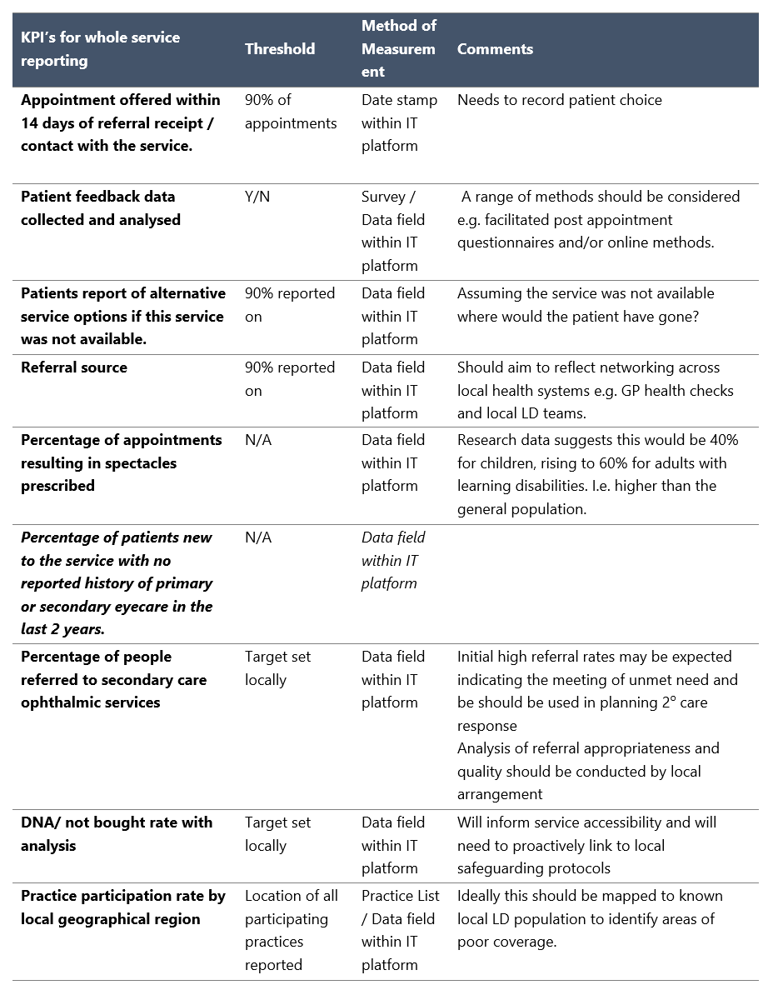 KPI's for whole service
reporting
Threshold
Method of
Measurem
ent
Comments
Appointment offered within
14 days of referral receipt /
contact with the service.
90% of
appointments
Date stamp
within IT
platform
Needs to record patient choice
Patient feedback data
collected and analysed
Y/N
Survey /
Data field
within IT
platform
A range of methods should be considered
e.g. facilitated post appointment
questionnaires and/or online methods.
Patients report of alternative
service options if this service
was not available.
90% reported
on
Data field
within IT
platform
Assuming the service was not available
where would the patient have gone?
Referral source
90% reported
on
Data field
within IT
platform
Should aim to reflect networking across
local health systems e.g. GP health checks
and local LD teams.
Percentage of appointments
resulting in spectacles
prescribed
N/A
Data field
within IT
platform
Research data suggests this would be 40%
for children, rising to 60% for adults with
learning disabilities. I.e. higher than the
general population.
Percentage of patients new
to the service with no
reported history of primary
or secondary eyecare in the
last 2 years.
N/A
Data field
within IT
platform
Percentage of people
referred to secondary care
ophthalmic services
Target set
locally
Data field
within IT
platform
Initial high referral rates may be expected
indicating the meeting of unmet need and
be should be used in planning 2° care
response
Analysis of referral appropriateness and
quality should be conducted by local
arrangement
DNA/ not bought rate with
analysis
Target set
locally
Data field
within IT
platform
Will inform service accessibility and will
need to proactively link to local
safeguarding protocols
Practice participation rate by
local geographical region
Location of all
participating
practices
reported
Practice List
/ Data field
within IT
platform
Ideally this should be mapped to known
local LD population to identify areas of
poor coverage.